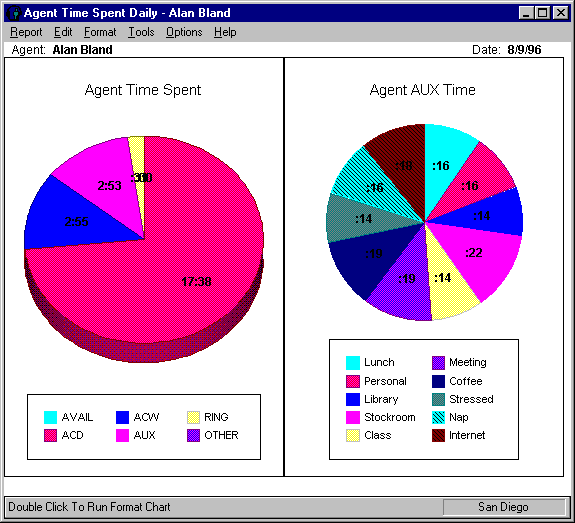 Agent Time Spent Daily - Alan Bland
Report Edit Format Tools Options Help
Agent: Alan Bland Date: 8/9/96
Agent Time Spent
2:53
2:55
17:38
AVAIL ACW RING
ACD AUX OTHER
Agent AUX Time
:18 :16
:16 :16
:14 :14
:19 :22
:19 :14
Lunch Meeting
Personal Coffee
Library Stressed
Stockroom Nap
Class Internet
Double Click To Run Format Chart San Diego